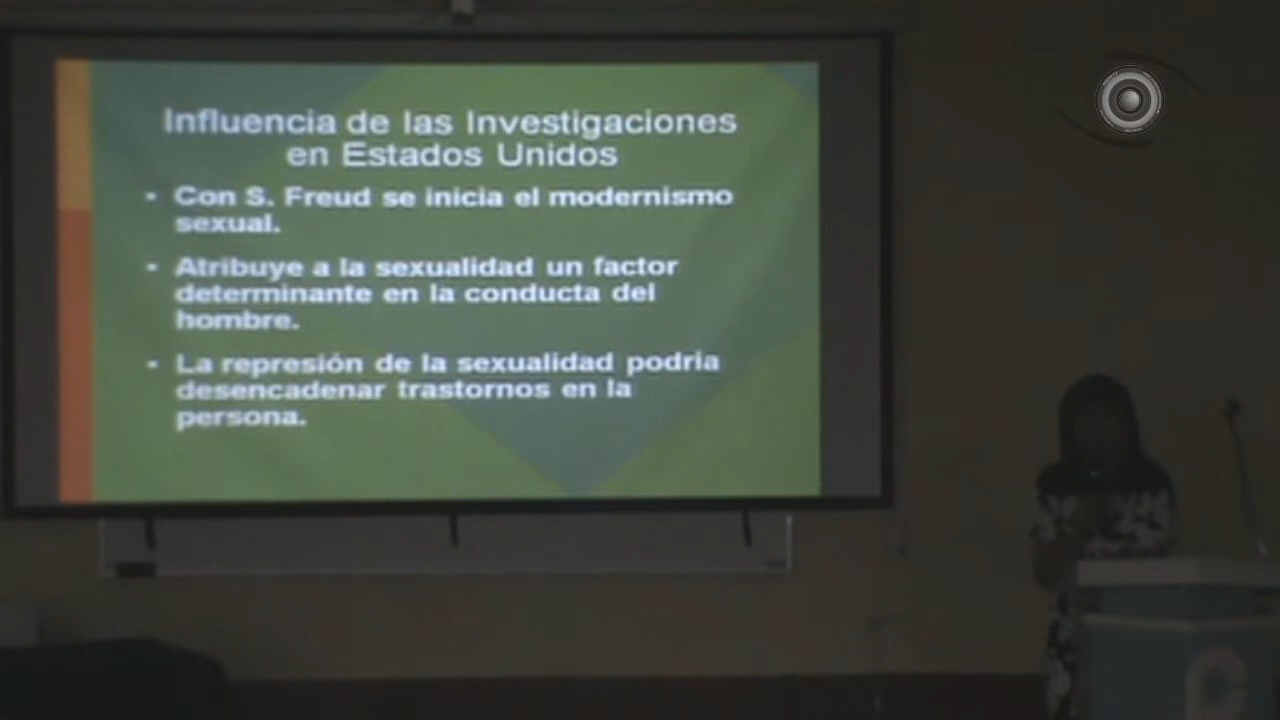 Influencia de las Investigaciones
en Estados Unidos
• Con S. Freud se inicia el modernismo
sexual.
• Atribuye a la sexualidad un factor
determinante en la conducta del
hombre.
• La represión de la sexualidad podría
desencadenar trastornos en la
persona.